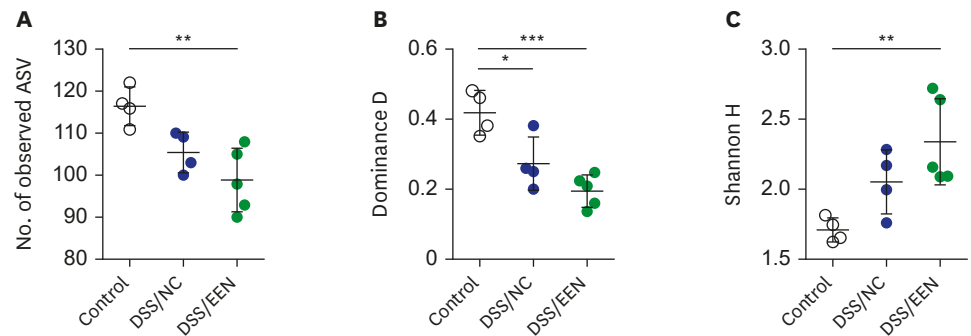 A
No. of observed ASV
130
120
110
100
90
80
**
Control
DSS/NC
DSS/EEN
B
Dominance D
0.6
0.4
0.2
0
***
*
Control
DSS/NC
DSS/EEN
C
Shannon H
3.0
2.5
2.0
1.5
**
Control
DSS/NC
DSS/EEN